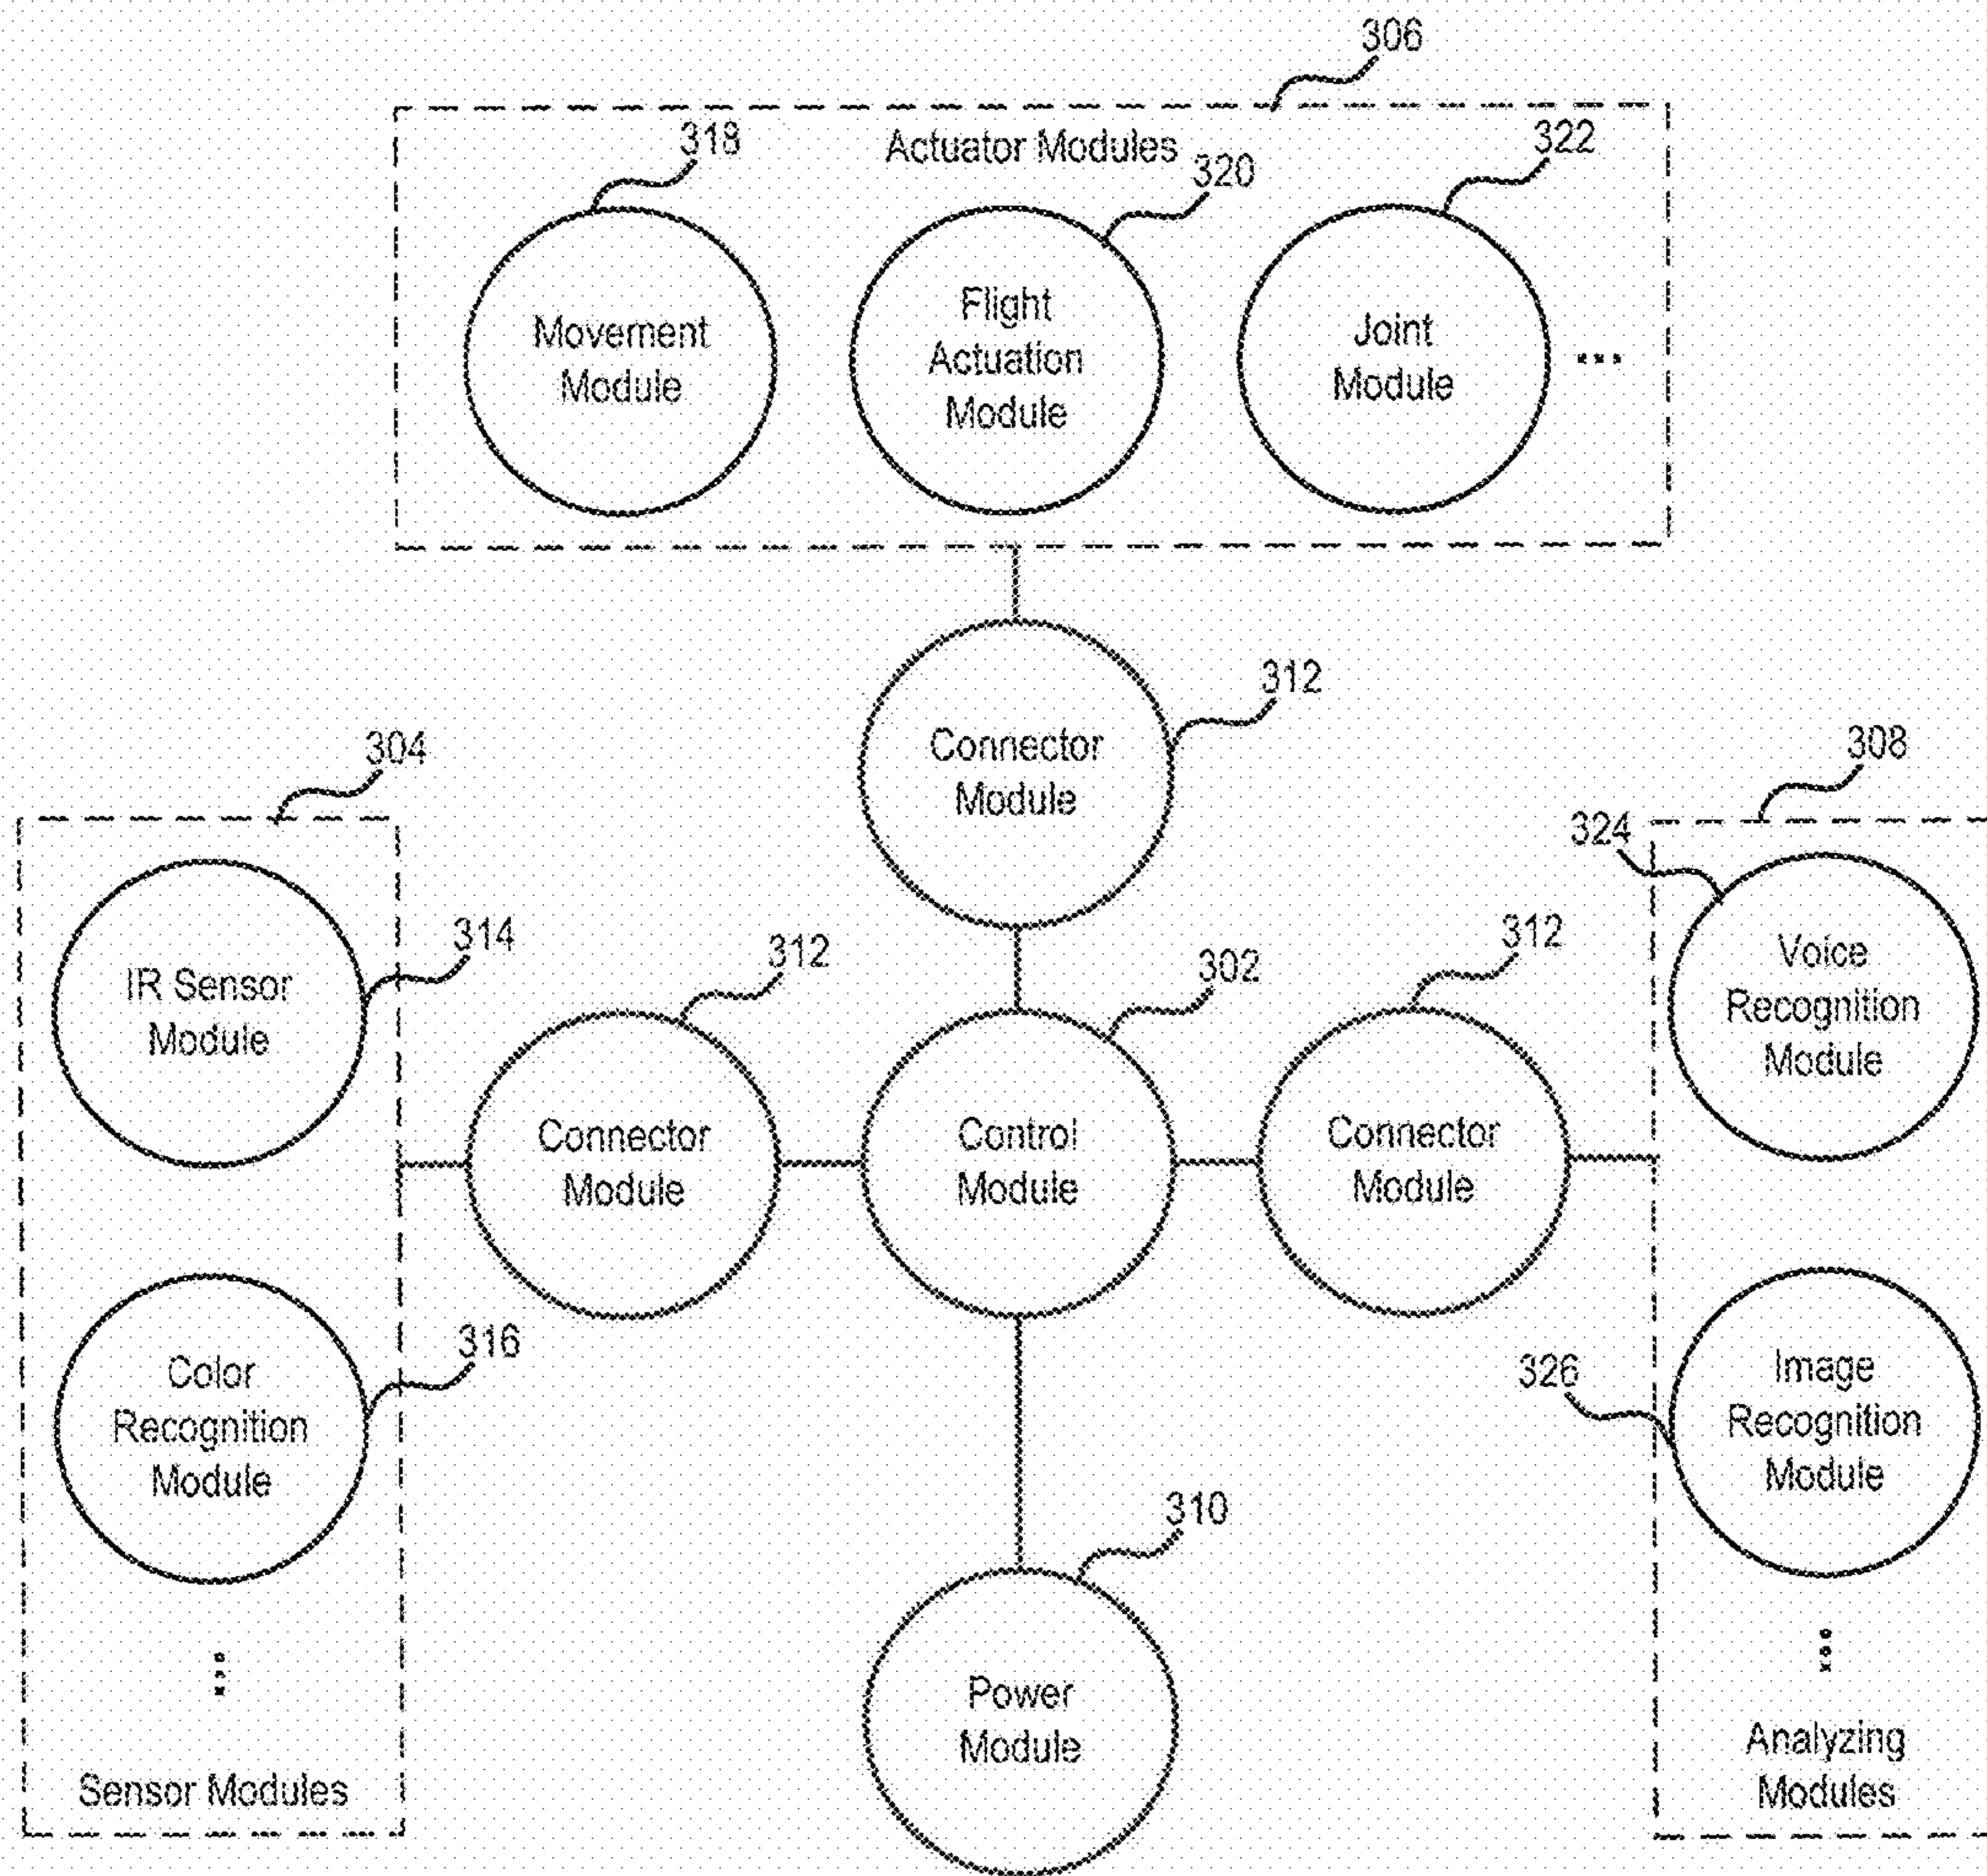 306
Actuator Modules
318
320
322
Movement
Module
Flight
Actuation
Module
Joint
Module
...
312
Connector
Module
304
308
324
314
IR Sensor
Module
312
Connector
Module
302
Control
Module
312
Connector
Module
Voice
Recognition
Module
316
Color
Recognition
Module
...
Sensor Modules
310
Power
Module
326
Image
Recognition
Module
...
Analyzing
Modules